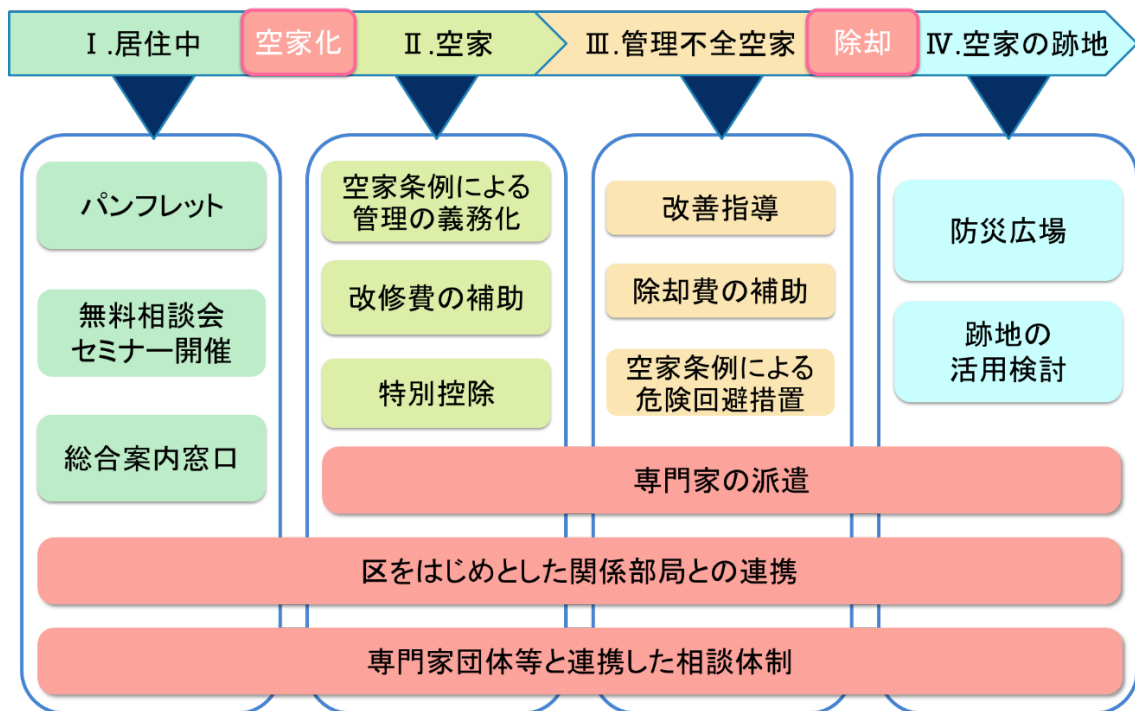 Ⅰ.居住中
空家化
Ⅱ.空家
Ⅲ.管理不全空家
除却
Ⅳ.空家の跡地
パンフレット
無料相談会
セミナー開催
総合案内窓口
空家条例による
管理の義務化
改修費の補助
特別控除
改善指導
除却費の補助
空家条例による
危険回避措置
防災広場
跡地の
活用検討
専門家の派遣
区をはじめとした関係部局との連携
専門家団体等と連携した相談体制